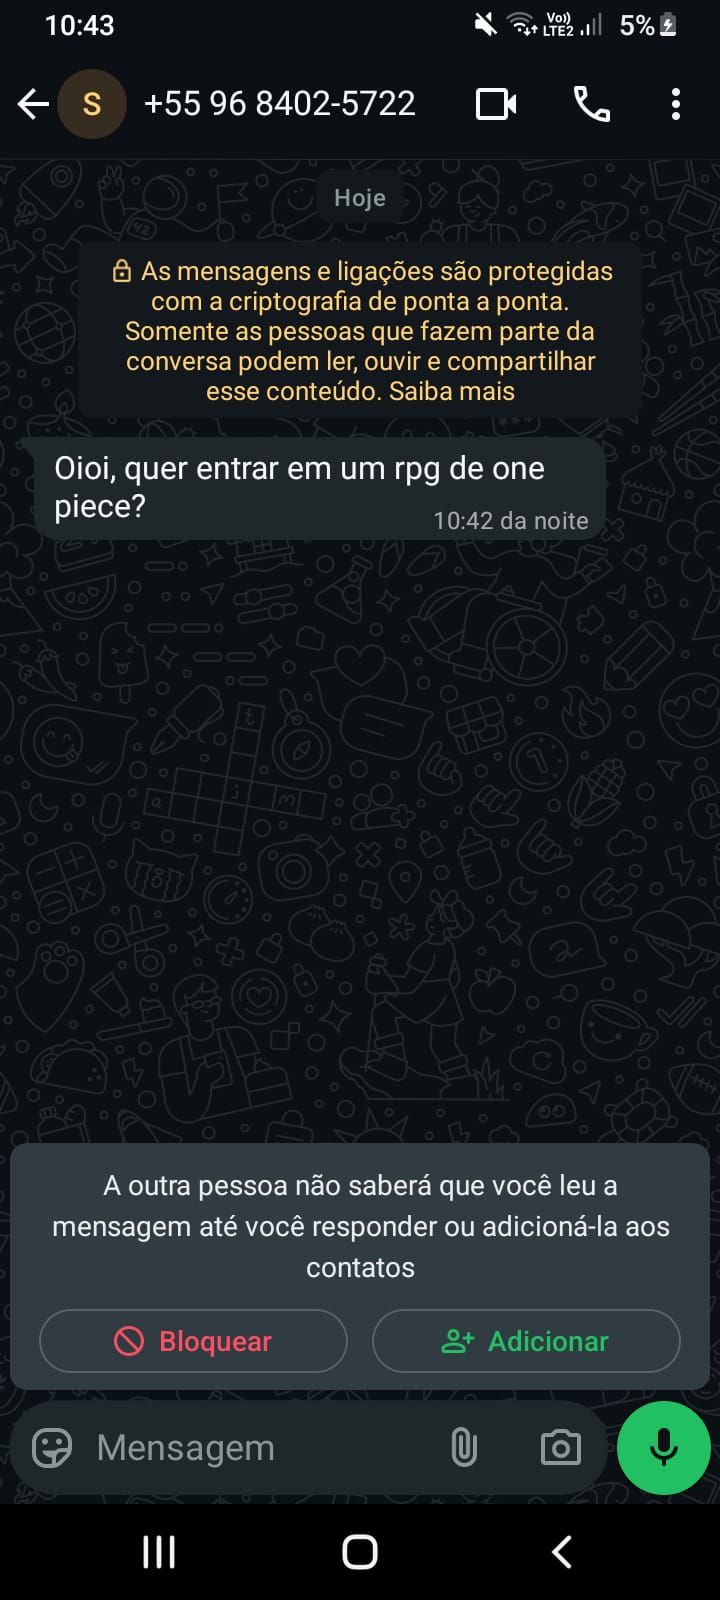 10:43
Vo))
LTE2
5%
S
+55 96 8402-5722
Hoje
As mensagens e ligações são protegidas
com a criptografia de ponta a ponta.
Somente as pessoas que fazem parte da
conversa podem ler, ouvir e compartilhar
esse conteúdo. Saiba mais
Oioi, quer entrar em um rpg de one
piece?
10:42 da noite
A outra pessoa não saberá que você leu a
mensagem até você responder ou adicioná-la aos
contatos
Bloquear
Adicionar
Mensagem